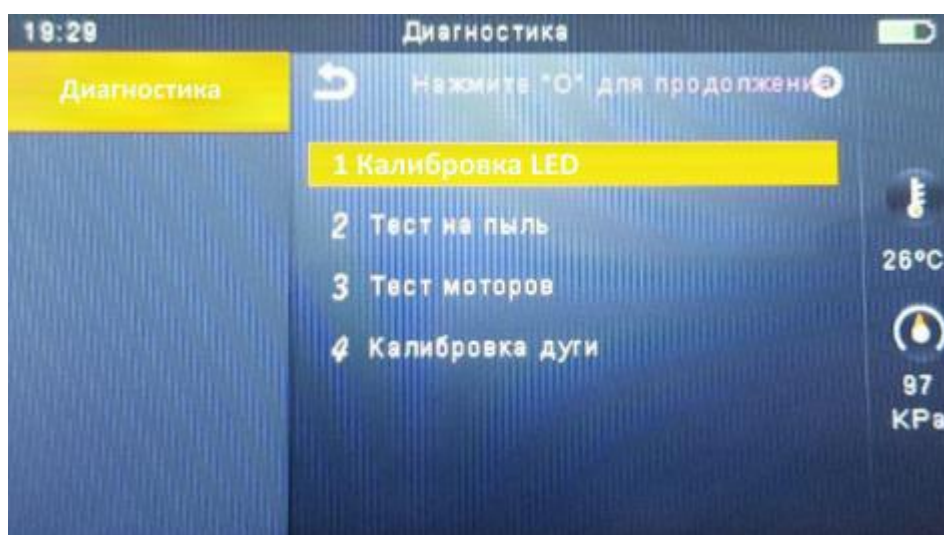 19:29 Диагностика
Диагностика
Нажмите "O" для продолжения
1 Калибровка LED
2 Тест на пыль
3 Тест моторов
4 Калибровка дуги
26°C
97
KPa